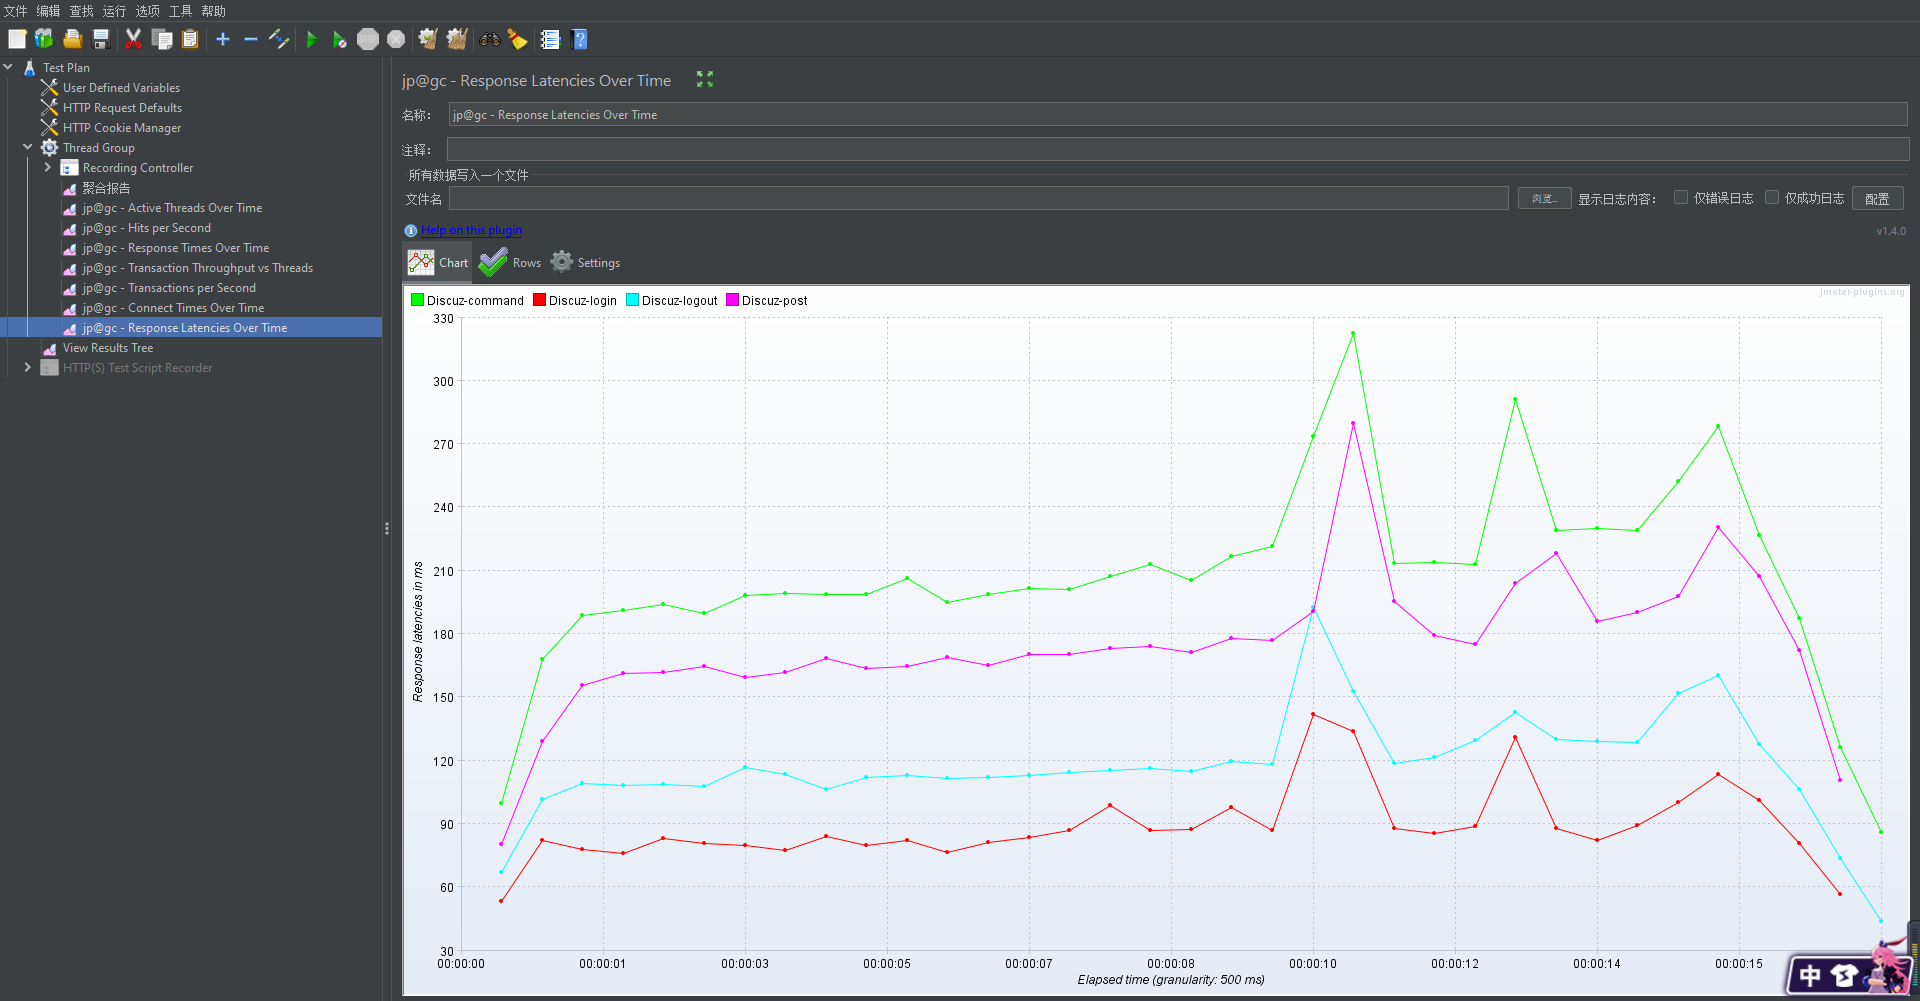 文件 编辑 查找 运行 选项 工具 帮助
Test Plan
User Defined Variables
HTTP Request Defaults
HTTP Cookie Manager
Thread Group
Recording Controller
聚合报告
jp@gc - Active Threads Over Time
jp@gc - Hits per Second
jp@gc - Response Times Over Time
jp@gc - Transaction Throughput vs Threads
jp@gc - Transactions per Second
jp@gc - Connect Times Over Time
jp@gc - Response Latencies Over Time
View Results Tree
HTTP(S) Test Script Recorder
jp@gc - Response Latencies Over Time
名称： jp@gc - Response Latencies Over Time
注释：
所有数据写入一个文件
文件名 浏览... 显示日志内容： 仅错误日志 仅成功日志 配置
Help on this plugin v1.4.0
Chart Rows Settings
Discuz-command Discuz-login Discuz-logout Discuz-post
jmeter-plugins.org
330
300
270
240
210
180
150
120
90
60
30
Response latencies in ms
00:00:00 00:00:01 00:00:03 00:00:05 00:00:07 00:00:08 00:00:10 00:00:12 00:00:14 00:00:15
Elapsed time (granularity: 500 ms)
中